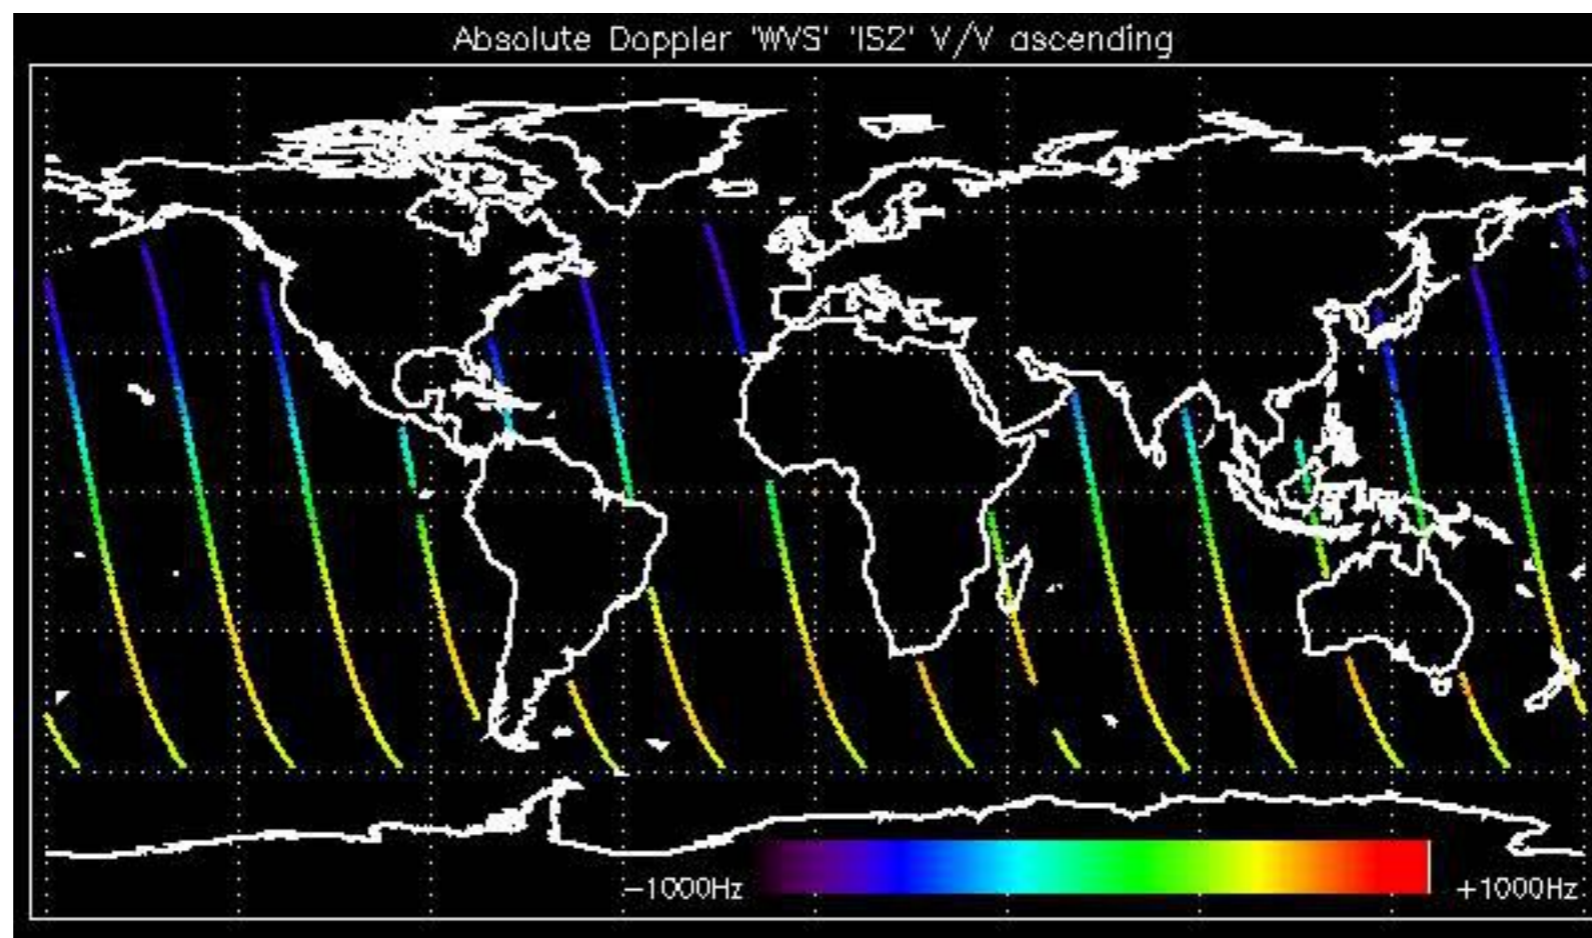 Absolute Doppler 'WVS' 'IS2' V/V ascending
-1000Hz +1000Hz